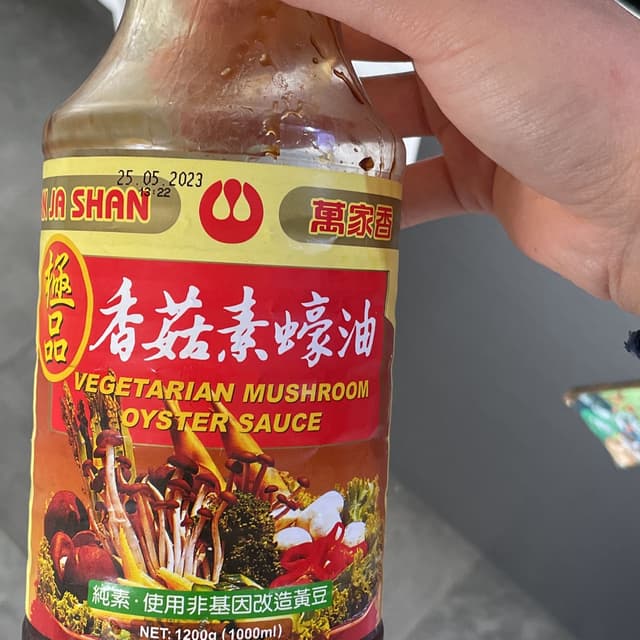 25.05.2023
13:22
N JA SHAN
萬家香
極品
香菇素蠔油
VEGETARIAN MUSHROOM
OYSTER SAUCE
純素·使用非基因改造黃豆
NET: 1200g (1000ml)